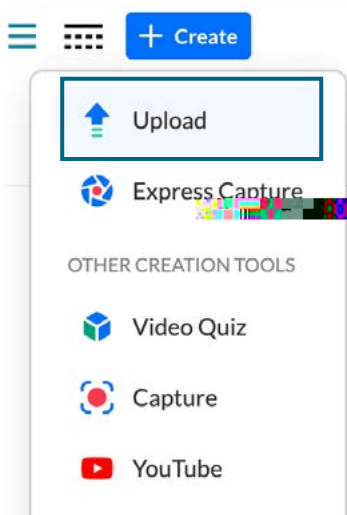 Create
Upload
Express Capture
OTHER CREATION TOOLS
Video Quiz
Capture
YouTube